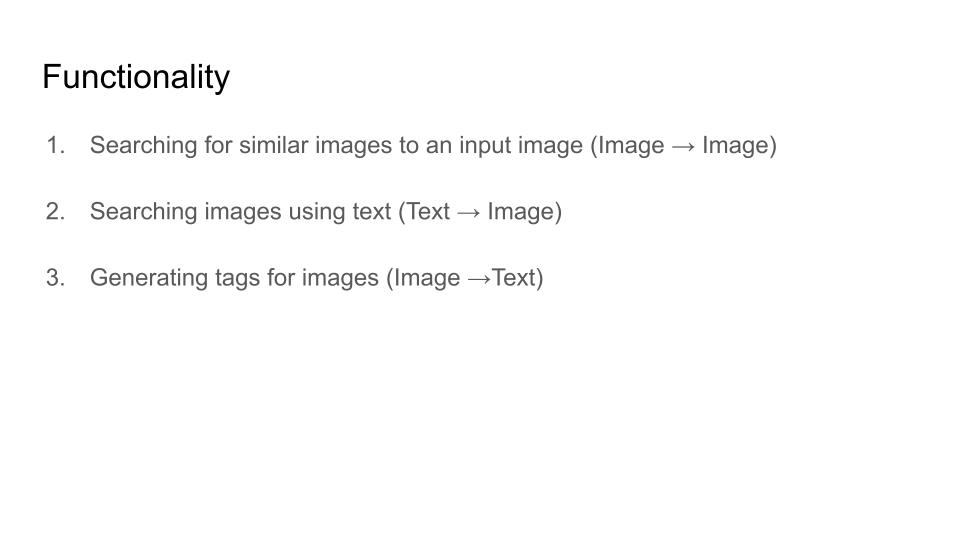 Functionality
1. Searching for similar images to an input image (Image → Image)
2. Searching images using text (Text → Image)
3. Generating tags for images (Image →Text)